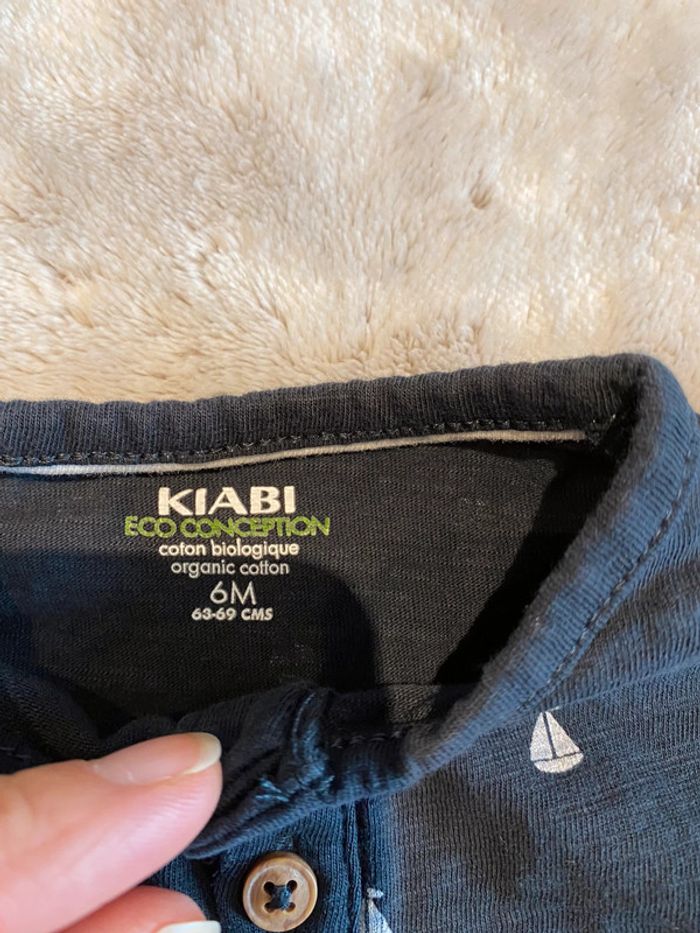 KIABI
ECO CONCEPTION
coton biologique
organic cotton
6M
63-69 CMS